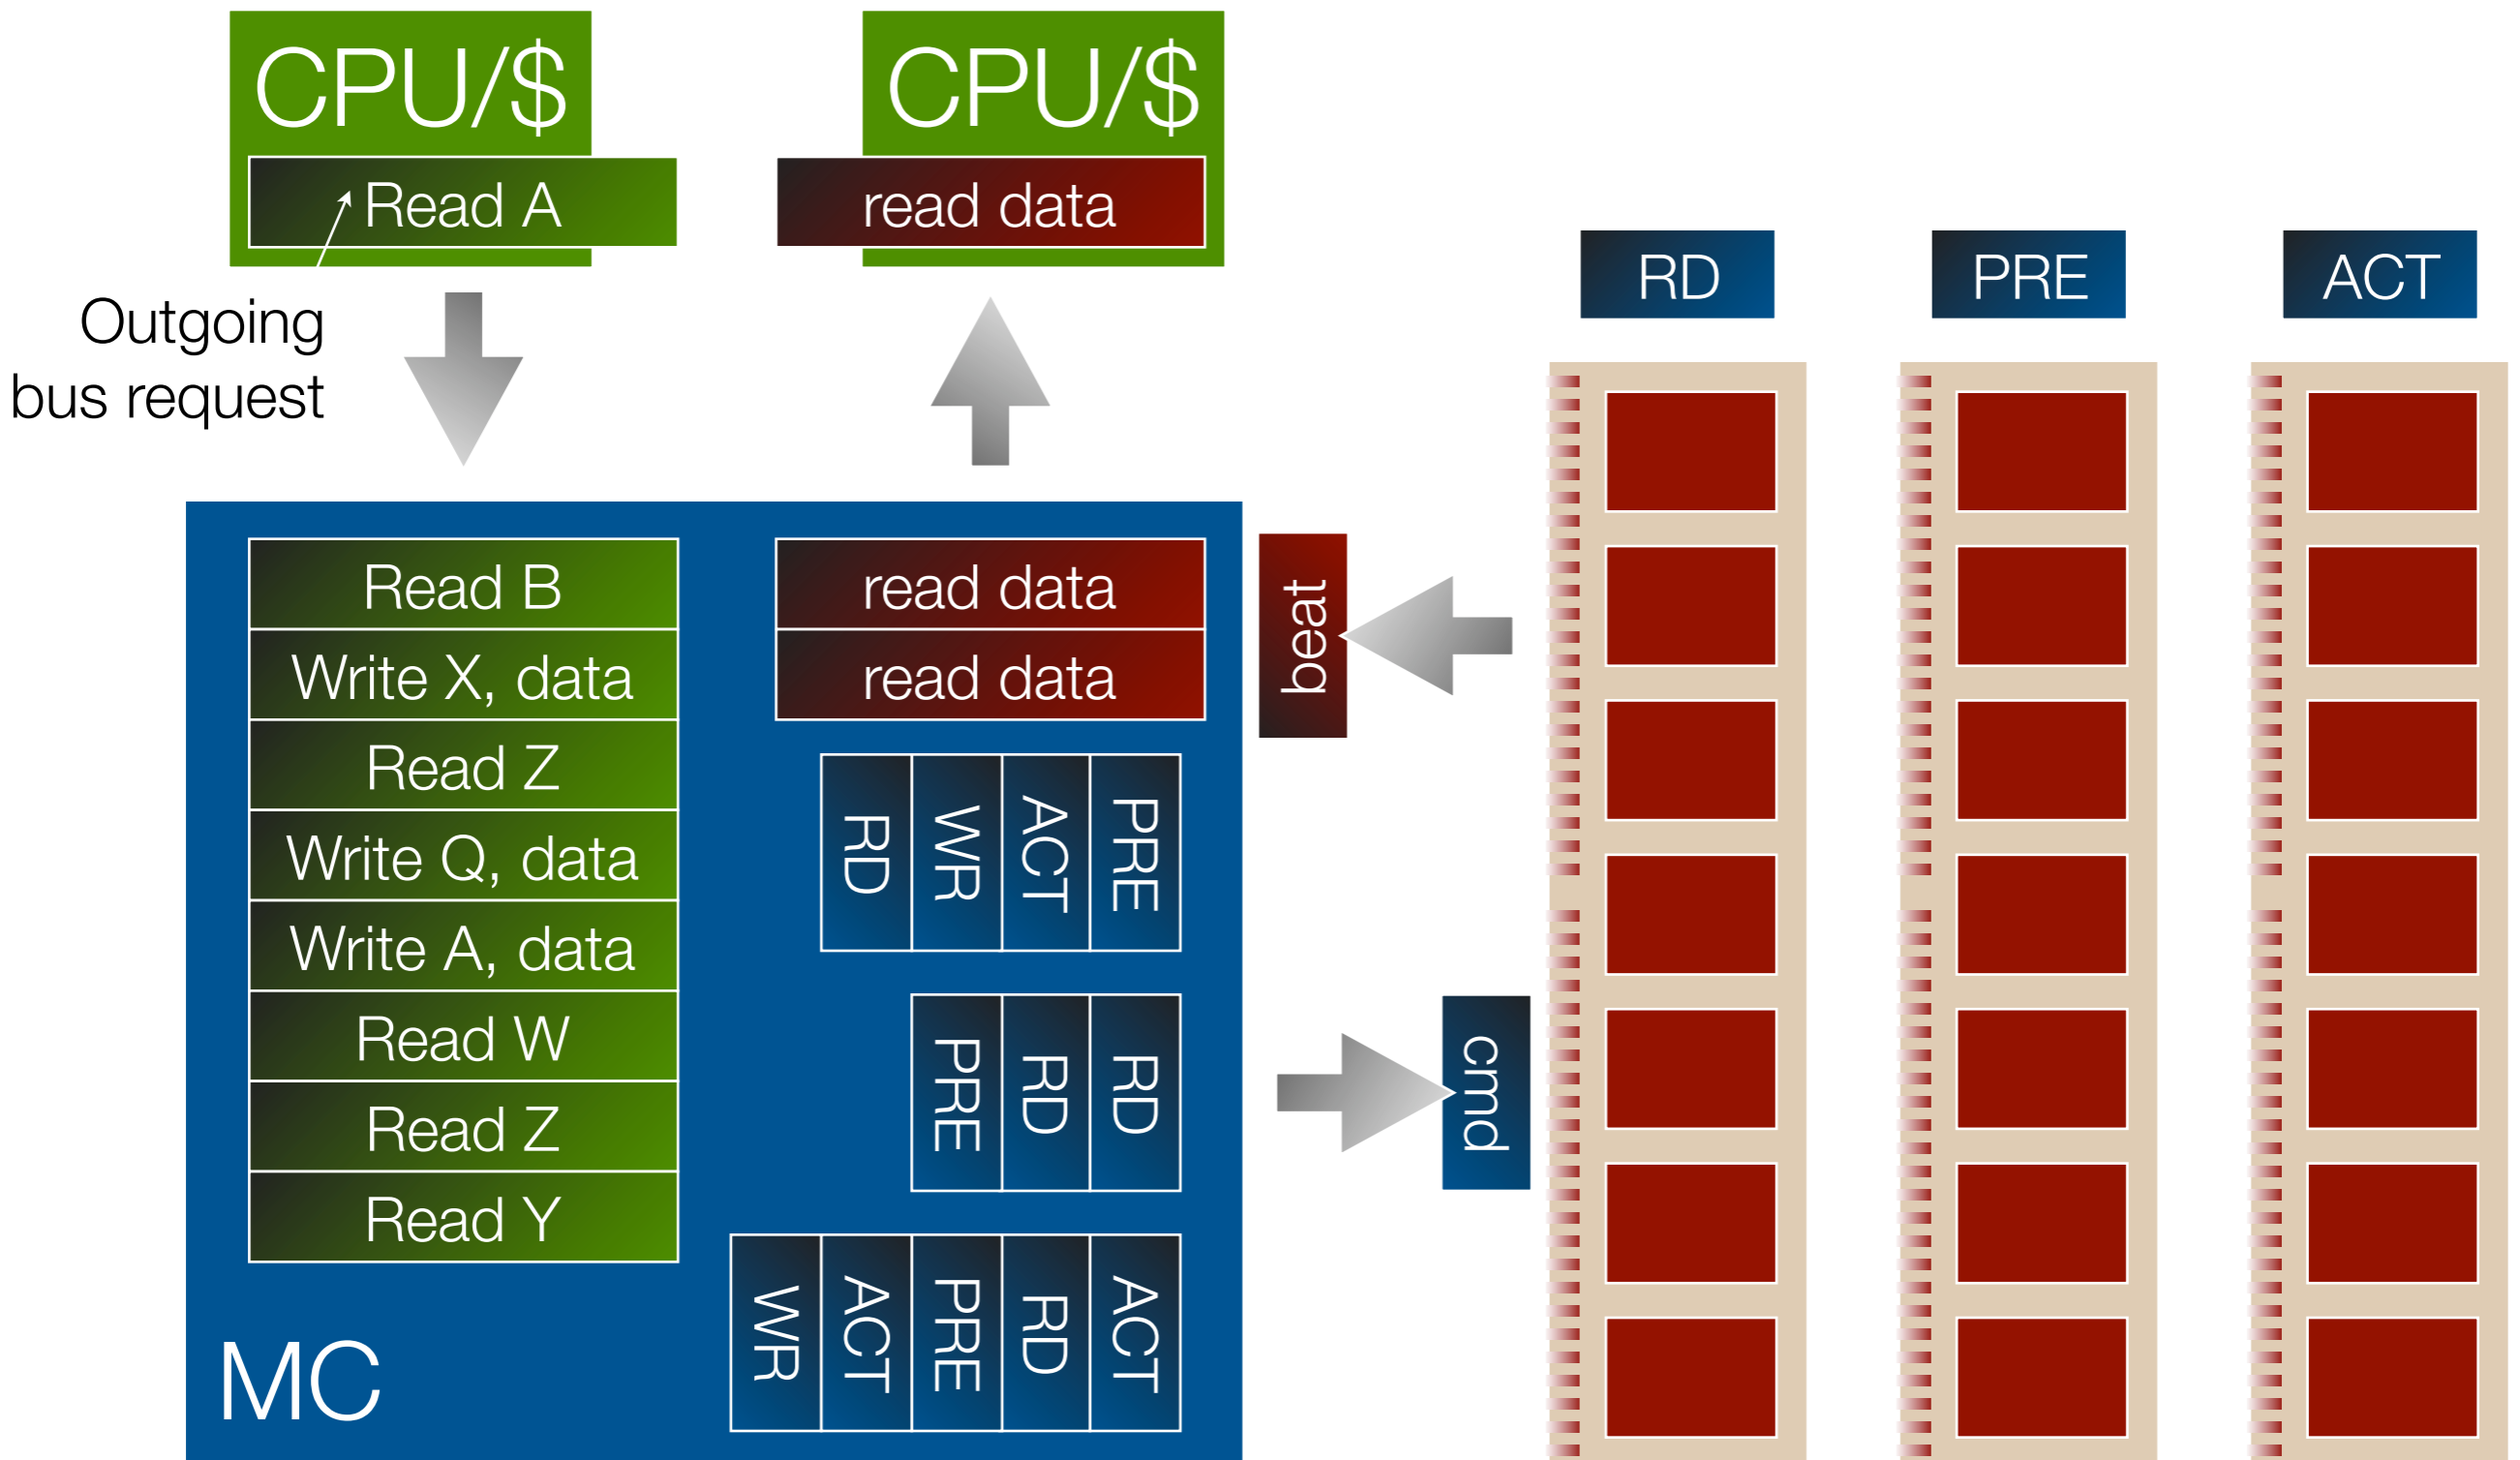 CPU/$
Read A
Outgoing
bus request
CPU/$
read data
RD
PRE
ACT
Read B
Write X, data
Read Z
Write Q, data
Write A, data
Read W
Read Z
Read Y
MC
read data
read data
RD
WR
ACT
PRE
PRE
RD
RD
WR
ACT
PRE
RD
ACT
beat
cmd